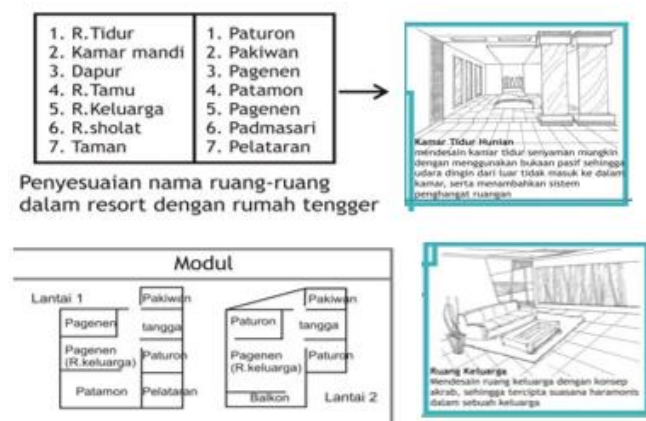 1. R.Tidur
2. Kamar mandi
3. Dapur
4. R.Tamu
5. R.Keluarga
6. R.sholat
7. Taman
1. Paturon
2. Pakiwan
3. Pagenen
4. Patamon
5. Pagenen
6. Padmasari
7. Pelataran
Penyesuaian nama ruang-ruang
dalam resort dengan rumah tengger
Kamar Tidur Hunian
mendesain kamar tidur senyaman mungkin
dengan menggunakan bukaan pasif sehingga
udara dingin dari luar tidak masuk ke dalam
kamar, serta menambahkan sistem
penghangat ruangan
Modul
Lantai 1
Pakiwan
Pagenen
tangga
Pagenen
(R.keluarga)
Paturon
Patamon
Pelataran
Pakiwan
Paturon
tangga
Pagenen
(R.keluarga)
Paturon
Balkon
Lantai 2
Ruang Keluarga
Mendesain ruang keluarga dengan konsep
akrab, sehingga tercipta suasana haramonis
dalam sebuah keluarga